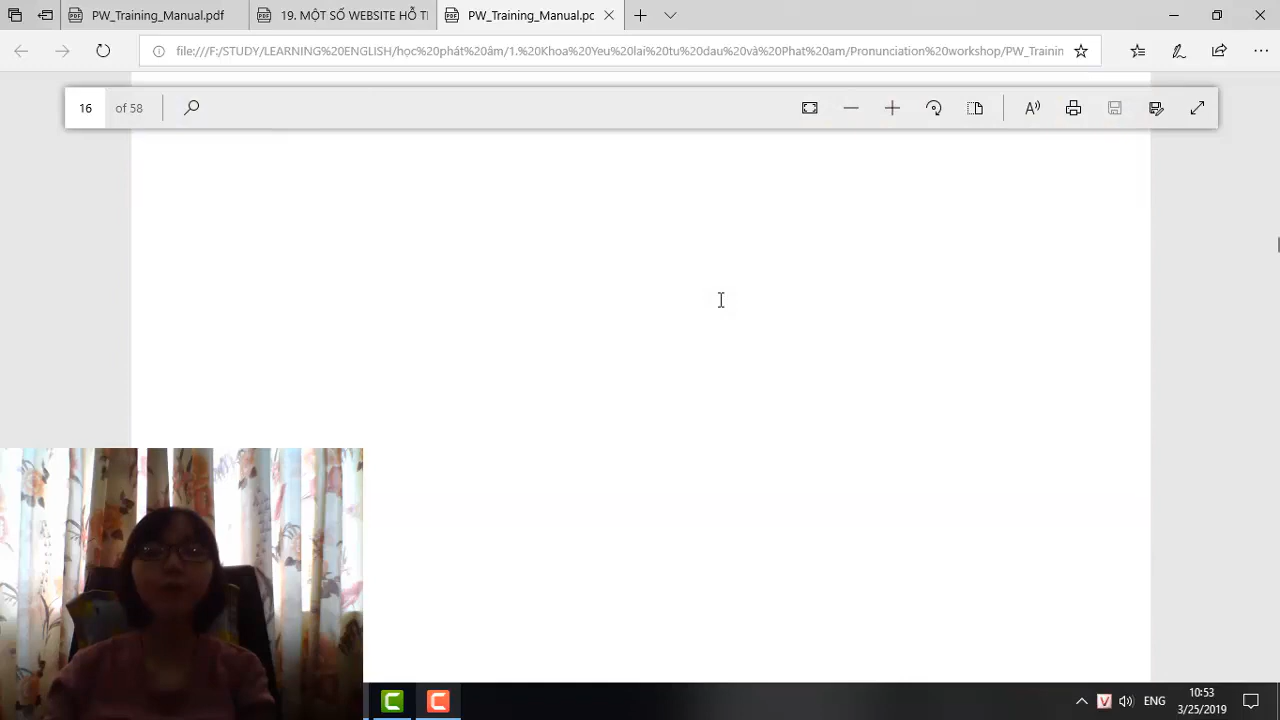 PW_Training_Manual.pdf
19. MỘT SỐ WEBSITE HỖ T
PW_Training_Manual.pc
file:///F:/STUDY/LEARNING%20ENGLISH/học%20phát%20âm/1.%20Khoa%20Yeu%20lai%20tu%20dau%20và%20Phat%20am/Pronunciation%20workshop/PW_Trainin
16 of 58
ENG
10:53
3/25/2019